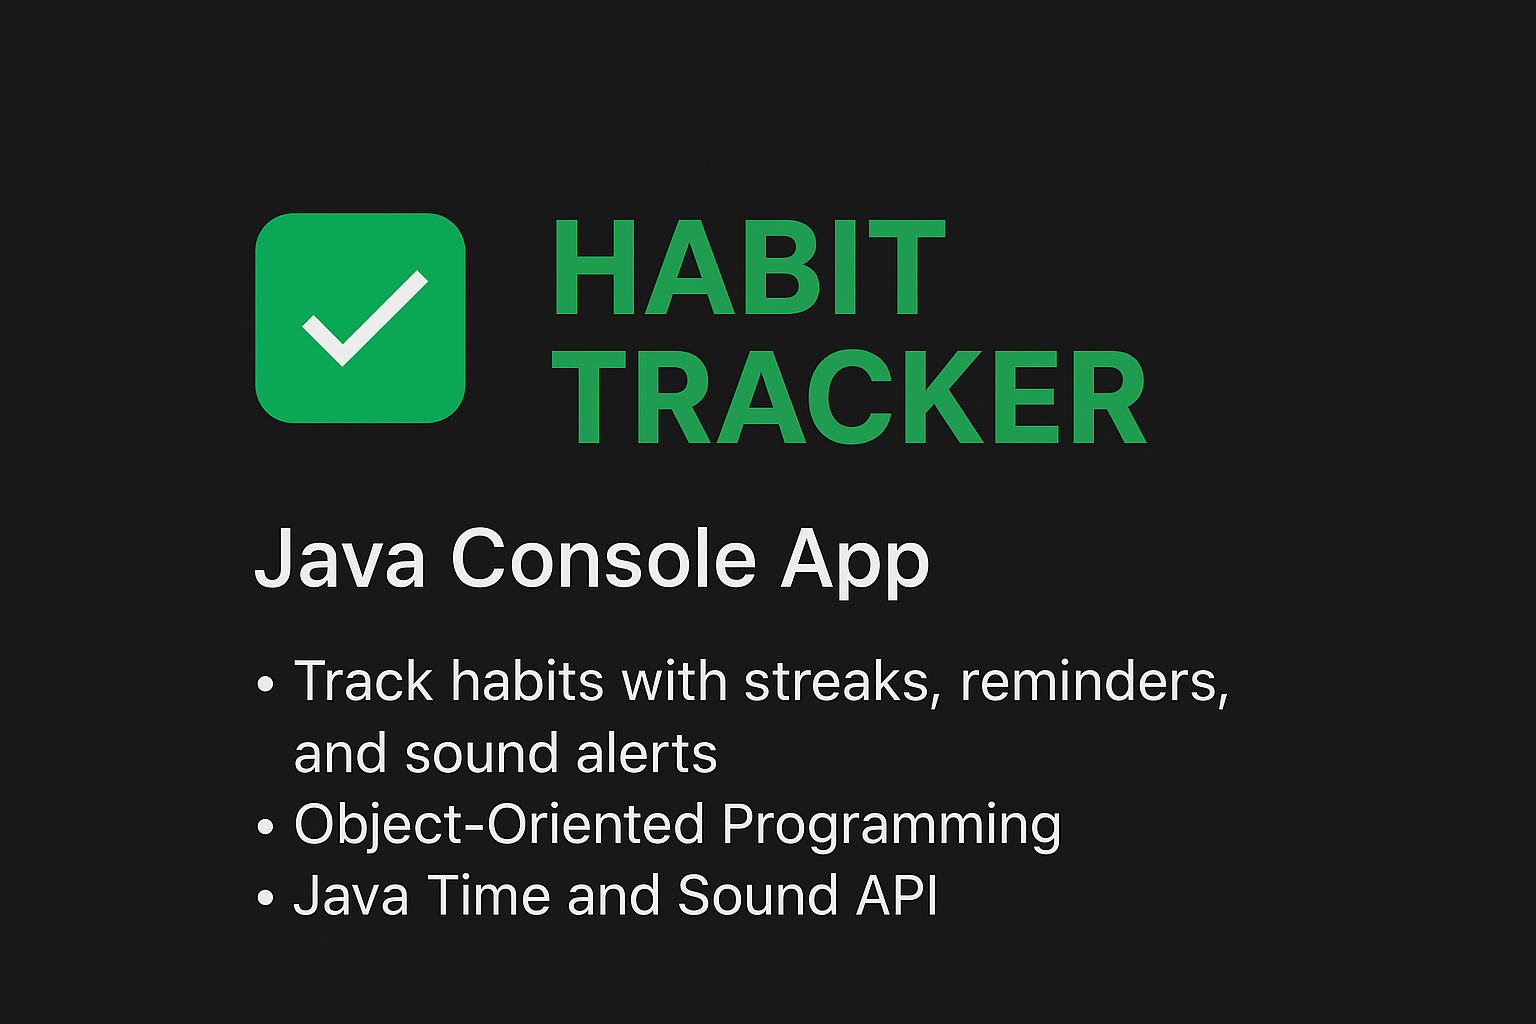 HABIT
TRACKER
Java Console App
• Track habits with streaks, reminders,
and sound alerts
• Object-Oriented Programming
• Java Time and Sound API